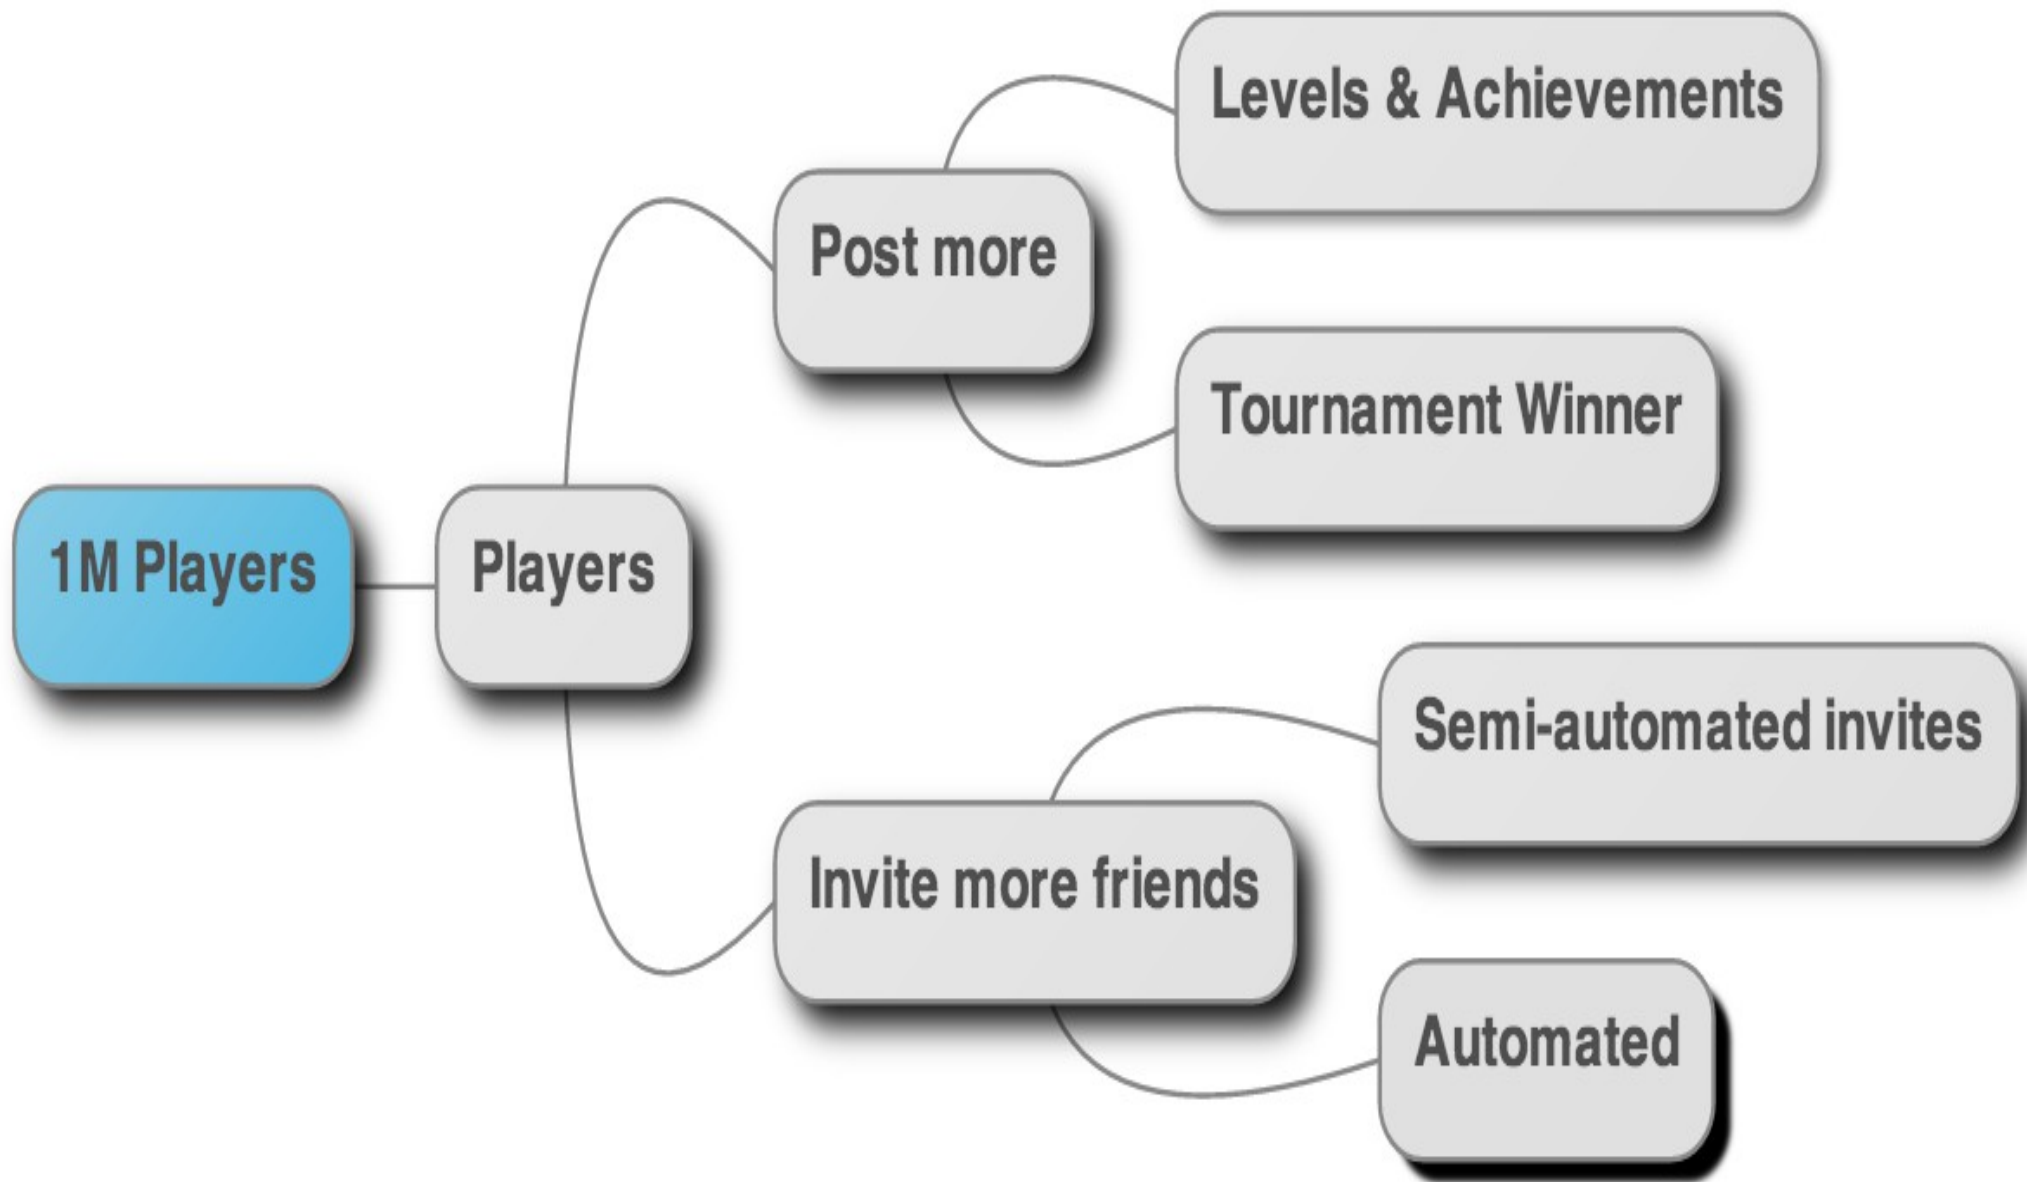 Levels & Achievements
Post more
Tournament Winner
1M Players
Players
Semi-automated invites
Invite more friends
Automated